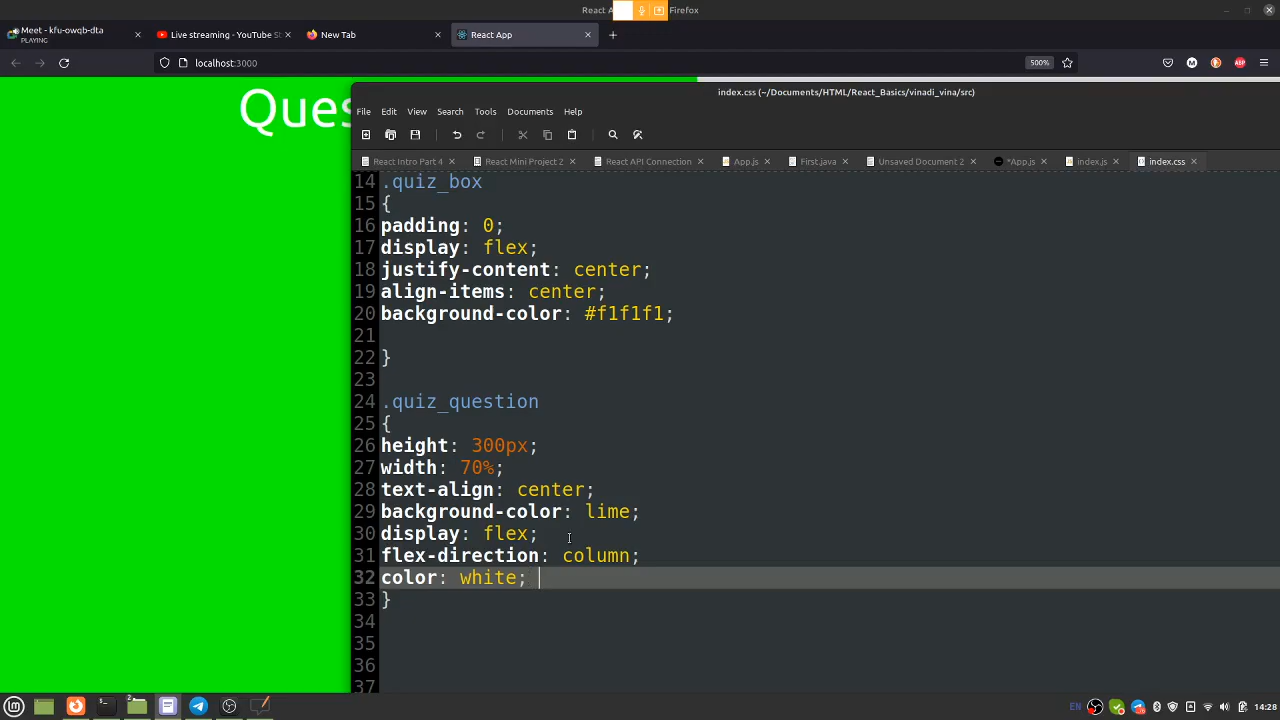 React A
Firefox
Meet - kfu-owqb-dta
PLAYING
Live streaming - YouTube St
New Tab
React App
localhost:3000
500%
M
ABP
Ques
index.css (~/Documents/HTML/React_Basics/vinadi_vina/src)
File Edit View Search Tools Documents Help
React Intro Part 4
React Mini Project 2
React API Connection
App.js
First.java
Unsaved Document 2
*App.js
index.js
index.css
14 .quiz_box
15 {
16 padding: 0;
17 display: flex;
18 justify-content: center;
19 align-items: center;
20 background-color: #f1f1f1;
21
22 }
23
24 .quiz_question
25 {
26 height: 300px;
27 width: 70%;
28 text-align: center;
29 background-color: lime;
30 display: flex;
31 flex-direction: column;
32 color: white;
33 }
34
35
36
37
2
EN
14:28